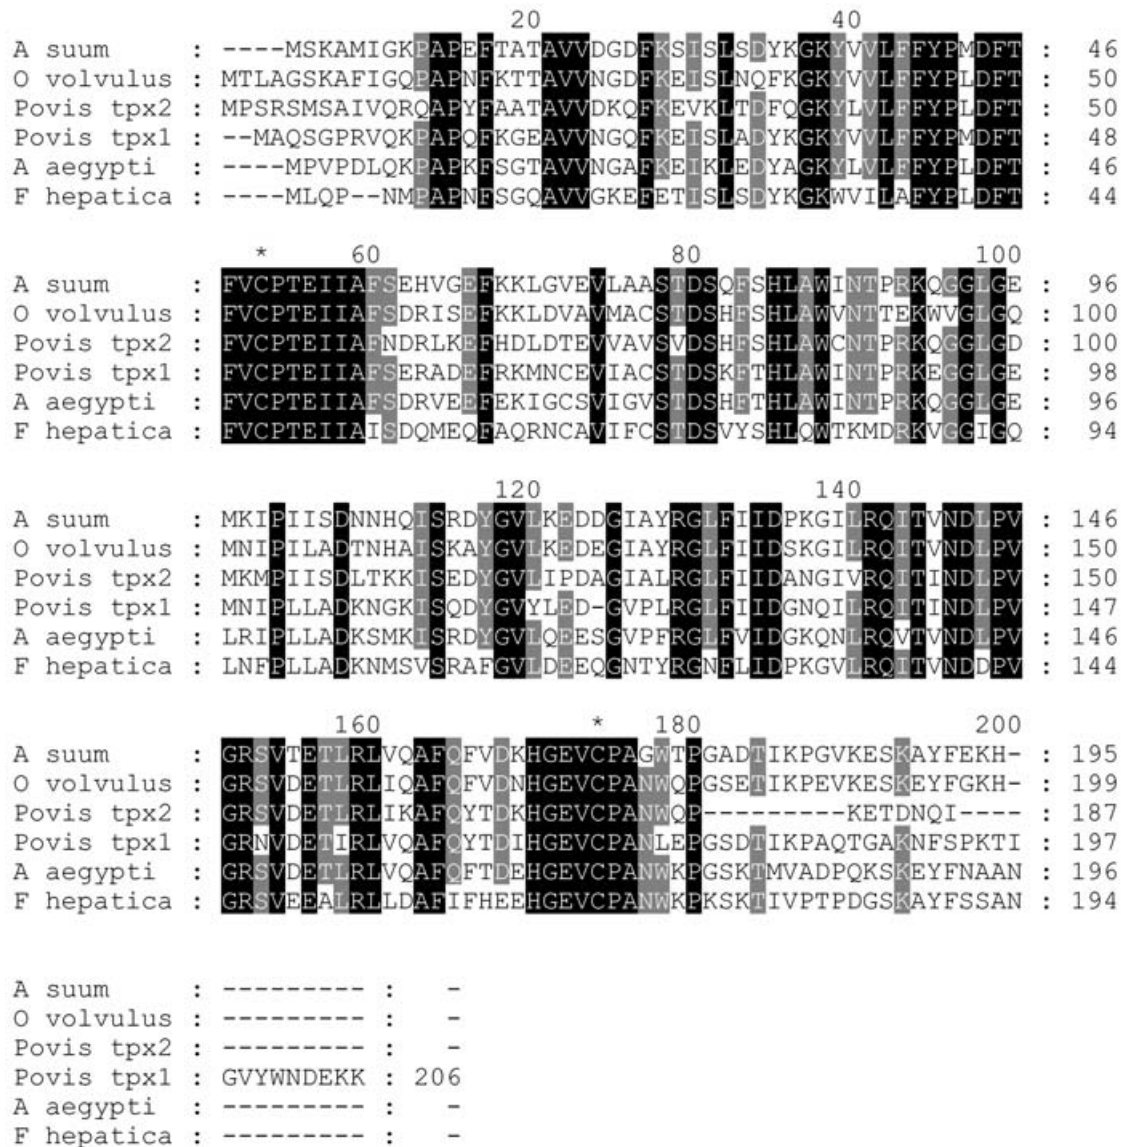 20 40
A suum : ----MSKAMIGKPAPEFTATAVVDGDFKSISLSDYKGKYVVLFFYPMDFT : 46
O volvulus : MTLAGSKAFIGQPAPNFKTTAVVNGDFKEISLNQFKGKYVVLFFYPLDFT : 50
Povis tpx2 : MPSRSMSAIVQRQAPYFAATAVVDKQFKEVKLTDFQGKYLVLFFYPLDFT : 50
Povis tpx1 : --MAQSGPRVQKPAPQFKGEAVVNGQFKEISLADYKGKYVVLFFYPMDFT : 48
A aegypti : ----MPVPDLQKPAPKFSGTAVVNGAFKEIKLEDYAGKYLVLFFYPLDFT : 46
F hepatica : ----MLQP--NMPAPNFSGQAVVGKEFETISLSDYKGKWVILAFYPLDFT : 44
* 60 80 100
A suum : FVCPTEIIAFSEHVGEFKKLGVEVLAASTDSQFSHLAWINTPRKQGGLGE : 96
O volvulus : FVCPTEIIAFSDRISEFKKLDVAVMACSTDSHFSHLAWVNTTEKWVGLGQ : 100
Povis tpx2 : FVCPTEIIAFNDRLKEFHDLDTEVVAVSVDSHFSHLAWCNTPRKQGGLGD : 100
Povis tpx1 : FVCPTEIIAFSERADEFRKMNCEVIACSTDSKFTHLAWINTPRKEGGLGE : 98
A aegypti : FVCPTEIIAFSDRVEEFEKIGCSVIGVSTDSHFTHLAWINTPRKQGGLGE : 96
F hepatica : FVCPTEIIAISDQMEQFAQRNCAVIFCSTDSVYSHLQWTKMDRKVGGIGQ : 94
120 140
A suum : MKIPIISDNNHQISRDYGVLKEDDGIAYRGLFIIDPKGILRQITVNDLPV : 146
O volvulus : MNIPILADTNHAISKAYGVLKEDEGIAYRGLFIIDSKGILRQITVNDLPV : 150
Povis tpx2 : MKMPIISDLTKKISEDYGVLIPDAGIALRGLFIIDANGIVRQITINDLPV : 150
Povis tpx1 : MNIPLLADKNGKISQDYGVYLED-GVPLRGLFIIDGNQILRQITINDLPV : 147
A aegypti : LRIPLLADKSMKISRDYGVLQEESGVPFRGLFVIDGKQNLRQVTVNDLPV : 146
F hepatica : LNFPLLADKNMSVSRAFGVLDEEQGNTYRGNFLIDPKGVLRQITVNDDPV : 144
160 * 180 200
A suum : GRSVTETLRLVQAFQFVDKHGEVCPAGWTPGADTIKPGVKESKAYFEKH- : 195
O volvulus : GRSVDETLRLIQAFQFVDNHGEVCPANWQPGSETIKPEVKESKEYFGKH- : 199
Povis tpx2 : GRSVDETLRLIKAFQYTDKHGEVCPANWQP---------KETDNQI---- : 187
Povis tpx1 : GRNVDETIRLVQAFQYTDIHGEVCPANLEPGSDTIKPAQTGAKNFSPKTI : 197
A aegypti : GRSVDETLRLVQAFQFTDEHGEVCPANWKPGSKTMVADPQKSKEYFNAAN : 196
F hepatica : GRSVEEALRLLDAFIFHEEHGEVCPANWKPKSKTIVPTPDGSKAYFSSAN : 194
A suum : --------- : -
O volvulus : --------- : -
Povis tpx2 : --------- : -
Povis tpx1 : GVYWNDEKK : 206
A aegypti : --------- : -
F hepatica : --------- : -